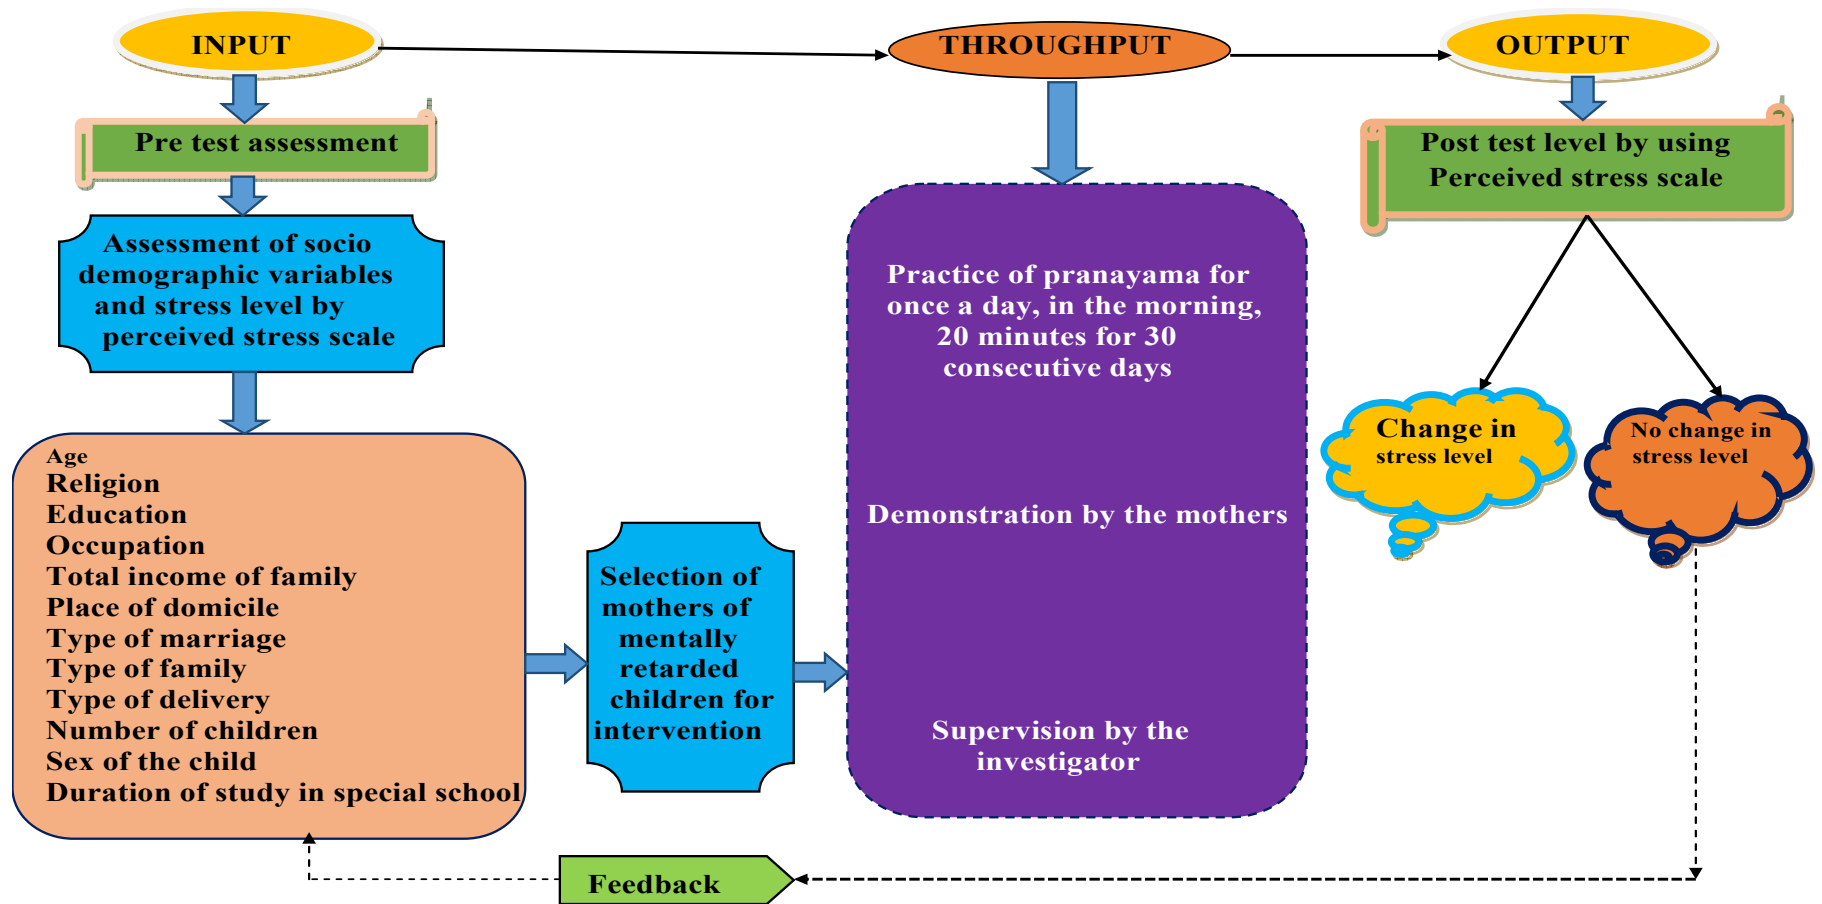 INPUT
THROUGHPUT
OUTPUT
Pre test assessment
Assessment of socio
demographic variables
and stress level by
perceived stress scale
Age
Religion
Education
Occupation
Total income of family
Place of domicile
Type of marriage
Type of family
Type of delivery
Number of children
Sex of the child
Duration of study in special school
Selection of
mothers of
mentally
retarded
children for
intervention
Practice of pranayama for
once a day, in the morning,
20 minutes for 30
consecutive days
Demonstration by the mothers
Supervision by the
investigator
Post test level by using
Perceived stress scale
Change in
stress level
No change in
stress level
Feedback